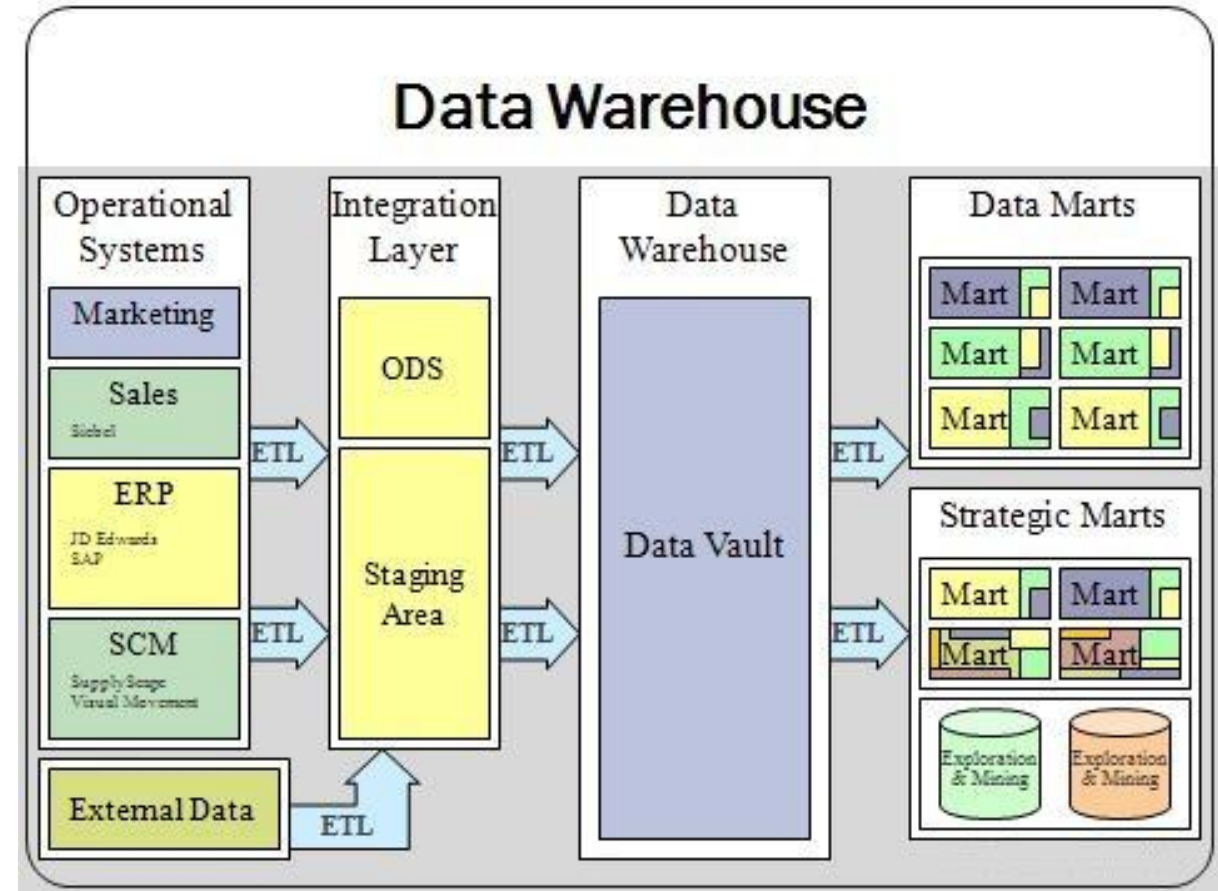 Data Warehouse
Operational
Systems
Marketing
Sales
Siebel
ERP
JD Edwards
SAP
SCM
SupplyScape
Visual Movement
External Data
ETL
ETL
ETL
Integration
Layer
ODS
Staging
Area
ETL
ETL
Data
Warehouse
Data Vault
ETL
ETL
Data Marts
Mart
Mart
Mart
Mart
Mart
Mart
Strategic Marts
Mart
Mart
Mart
Mart
Exploration
& Mining
Exploration
& Mining